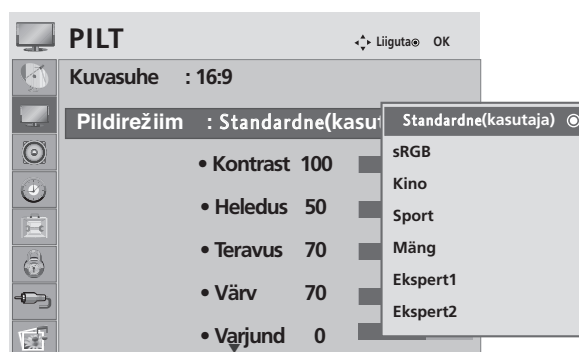 PILT Liiguta OK
Kuvasuhe : 16:9
Pildirežiim : Standardne(kasut
Standardne(kasutaja)
sRGB
Kino
Sport
Mäng
Ekspert1
Ekspert2
• Kontrast 100
• Heledus 50
• Teravus 70
• Värv 70
• Varjund 0